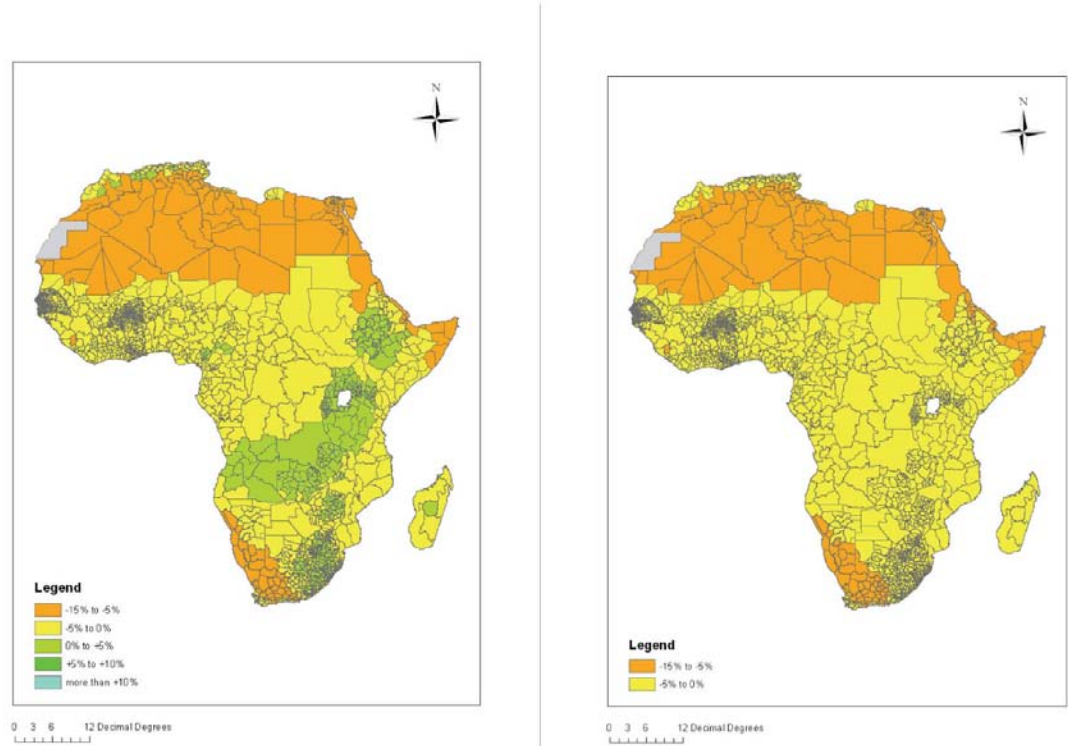 N
Legend
-15% to -5%
-5% to 0%
0% to +5%
+5% to +10%
more than +10%
0 3 6 12 Decimal Degrees
N
Legend
-15% to -5%
-5% to 0%
0 3 6 12 Decimal Degrees